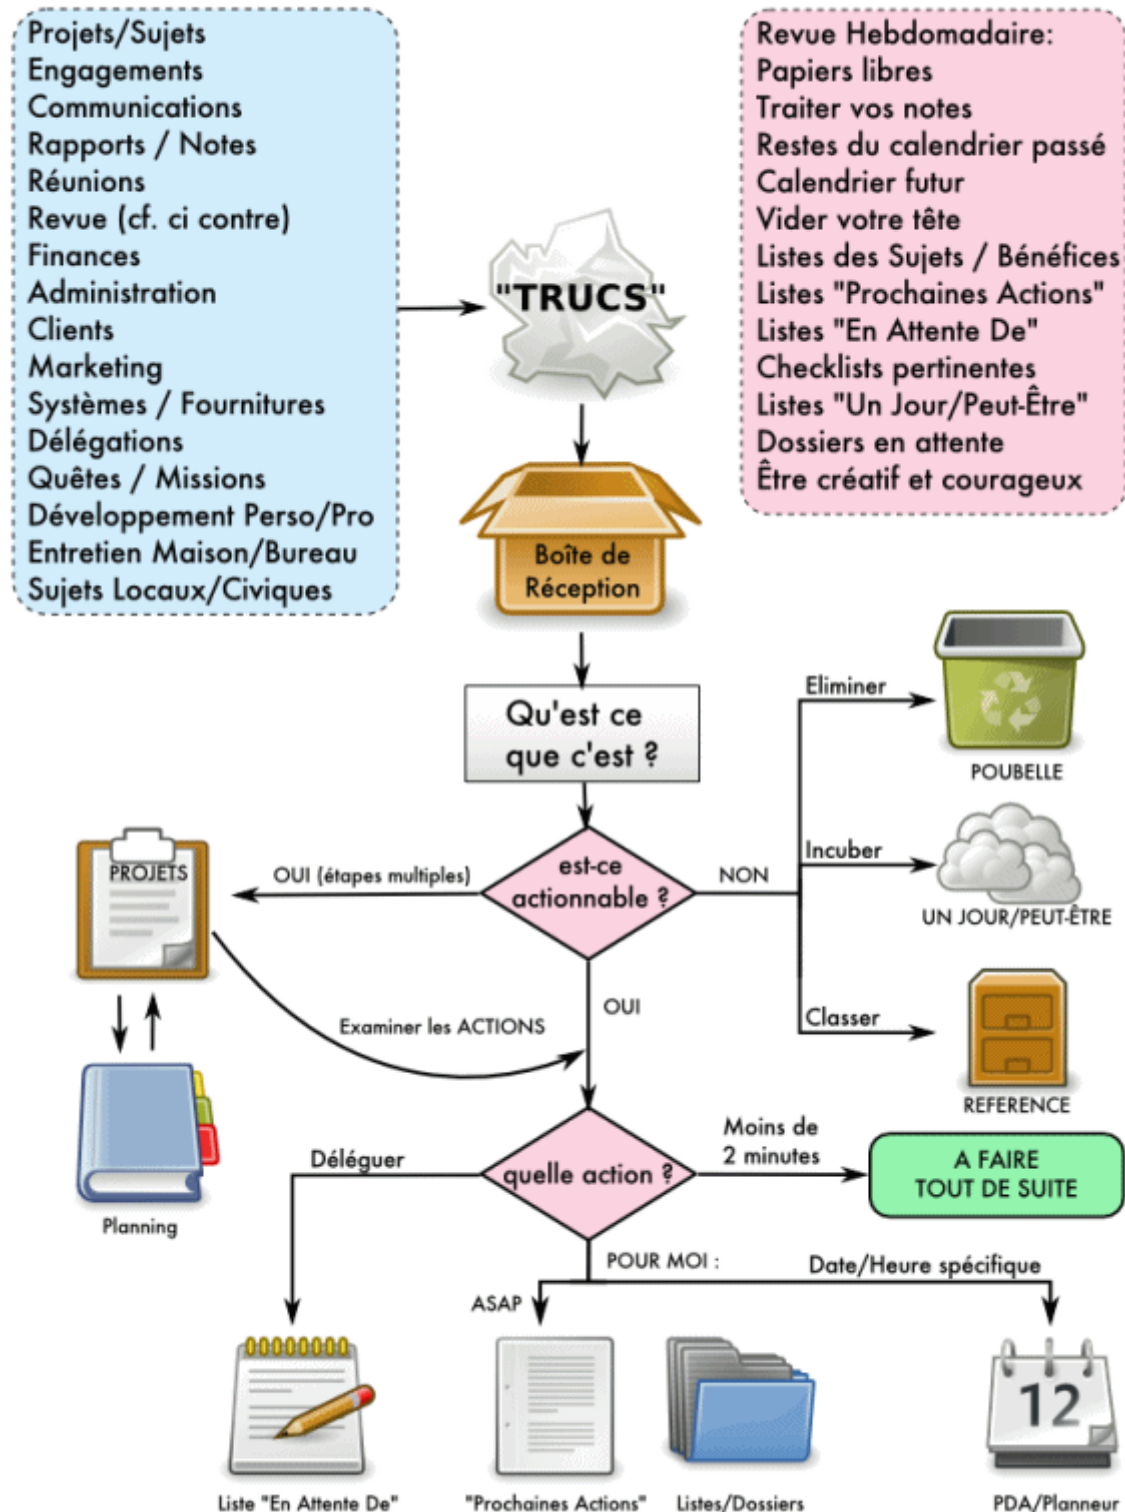 Projets/Sujets
Engagements
Communications
Rapports / Notes
Réunions
Revue (cf. ci contre)
Finances
Administration
Clients
Marketing
Systèmes / Fournitures
Délégations
Quêtes / Missions
Développement Perso/Pro
Entretien Maison/Bureau
Sujets Locaux/Civiques
Revue Hebdomadaire:
Papiers libres
Traiter vos notes
Restes du calendrier passé
Calendrier futur
Vider votre tête
Listes des Sujets / Bénéfices
Listes "Prochaines Actions"
Listes "En Attente De"
Checklists pertinentes
Listes "Un Jour/Peut-Être"
Dossiers en attente
Être créatif et courageux
"TRUCS"
Boîte de
Réception
Qu'est ce
que c'est ?
Eliminer
POUBELLE
est-ce
actionnable ?
NON
Incuber
UN JOUR/PEUT-ÊTRE
Classer
REFERENCE
OUI (étapes multiples)
PROJETS
Examiner les ACTIONS
OUI
Planning
quelle action ?
Moins de
2 minutes
A FAIRE
TOUT DE SUITE
Déléguer
POUR MOI :
Date/Heure spécifique
ASAP
12
Liste "En Attente De"
"Prochaines Actions"
Listes/Dossiers
PDA/Planneur